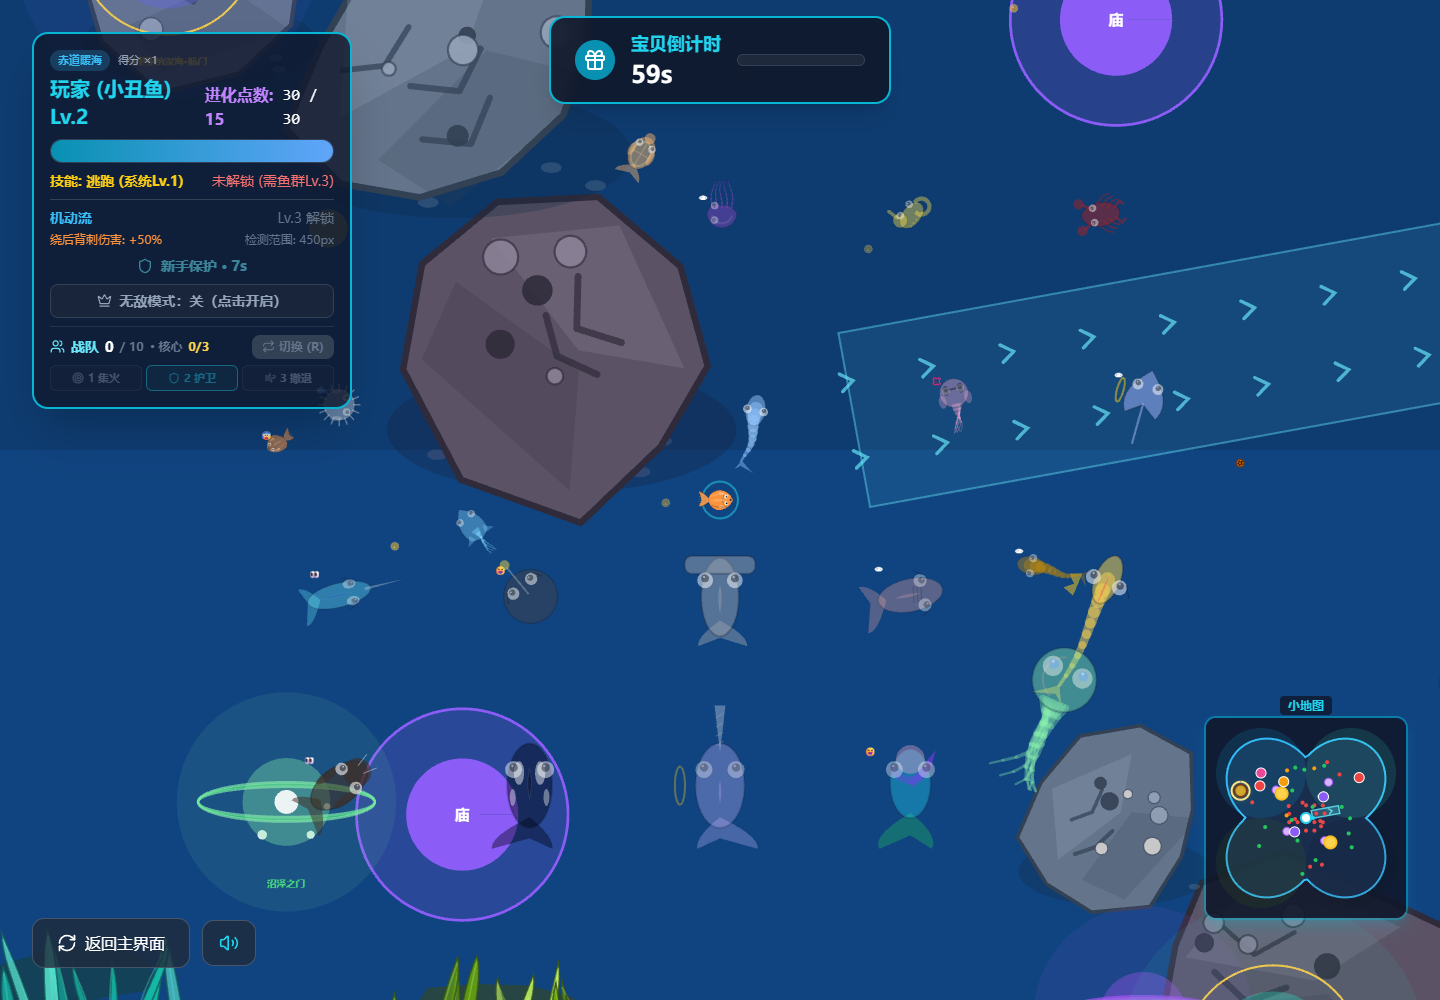 庙
宝贝倒计时
59s
赤道暖海
得分 ×1
玩家 (小丑鱼)
Lv.2
进化点数:
15
30 /
30
技能: 逃跑 (系统Lv.1)
未解锁 (需鱼群Lv.3)
机动流
Lv.3 解锁
绕后背刺伤害: +50%
检测范围: 450px
新手保护 • 7s
无敌模式：关（点击开启）
战队 0 / 10 • 核心 0/3
切换 (R)
1 集火
2 护卫
3 撤退
小地图
庙
沼泽之门
返回主界面